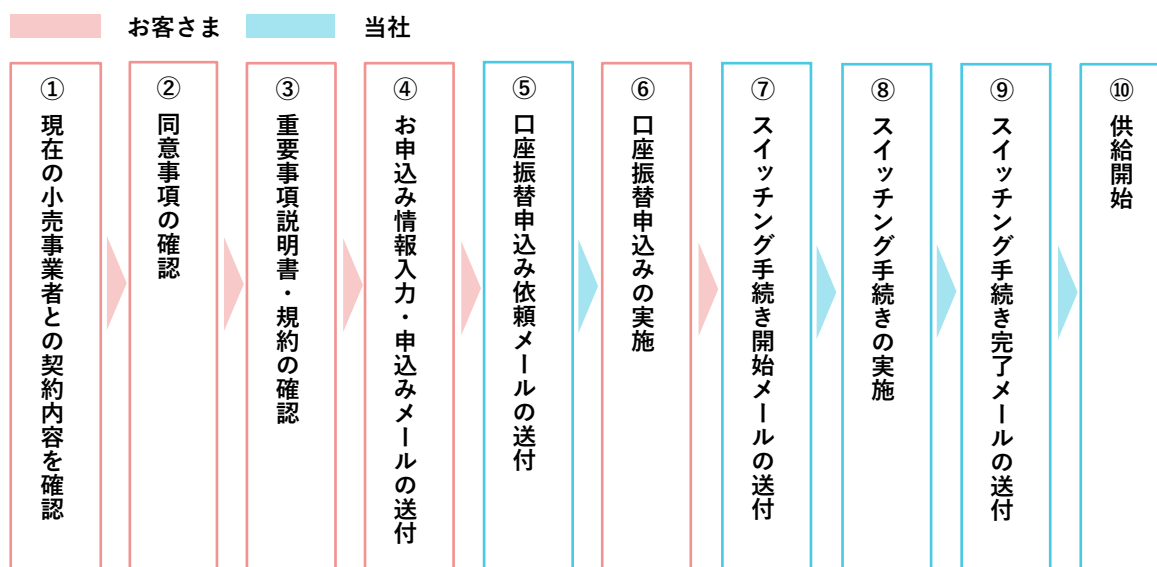 お客さま
当社
①
現在の小売事業者との契約内容を確認
②
同意事項の確認
③
重要事項説明書・規約の確認
④
お申込み情報入力・申込みメールの送付
⑤
口座振替申込み依頼メールの送付
⑥
口座振替申込みの実施
⑦
スイッチング手続き開始メールの送付
⑧
スイッチング手続きの実施
⑨
スイッチング手続き完了メールの送付
⑩
供給開始